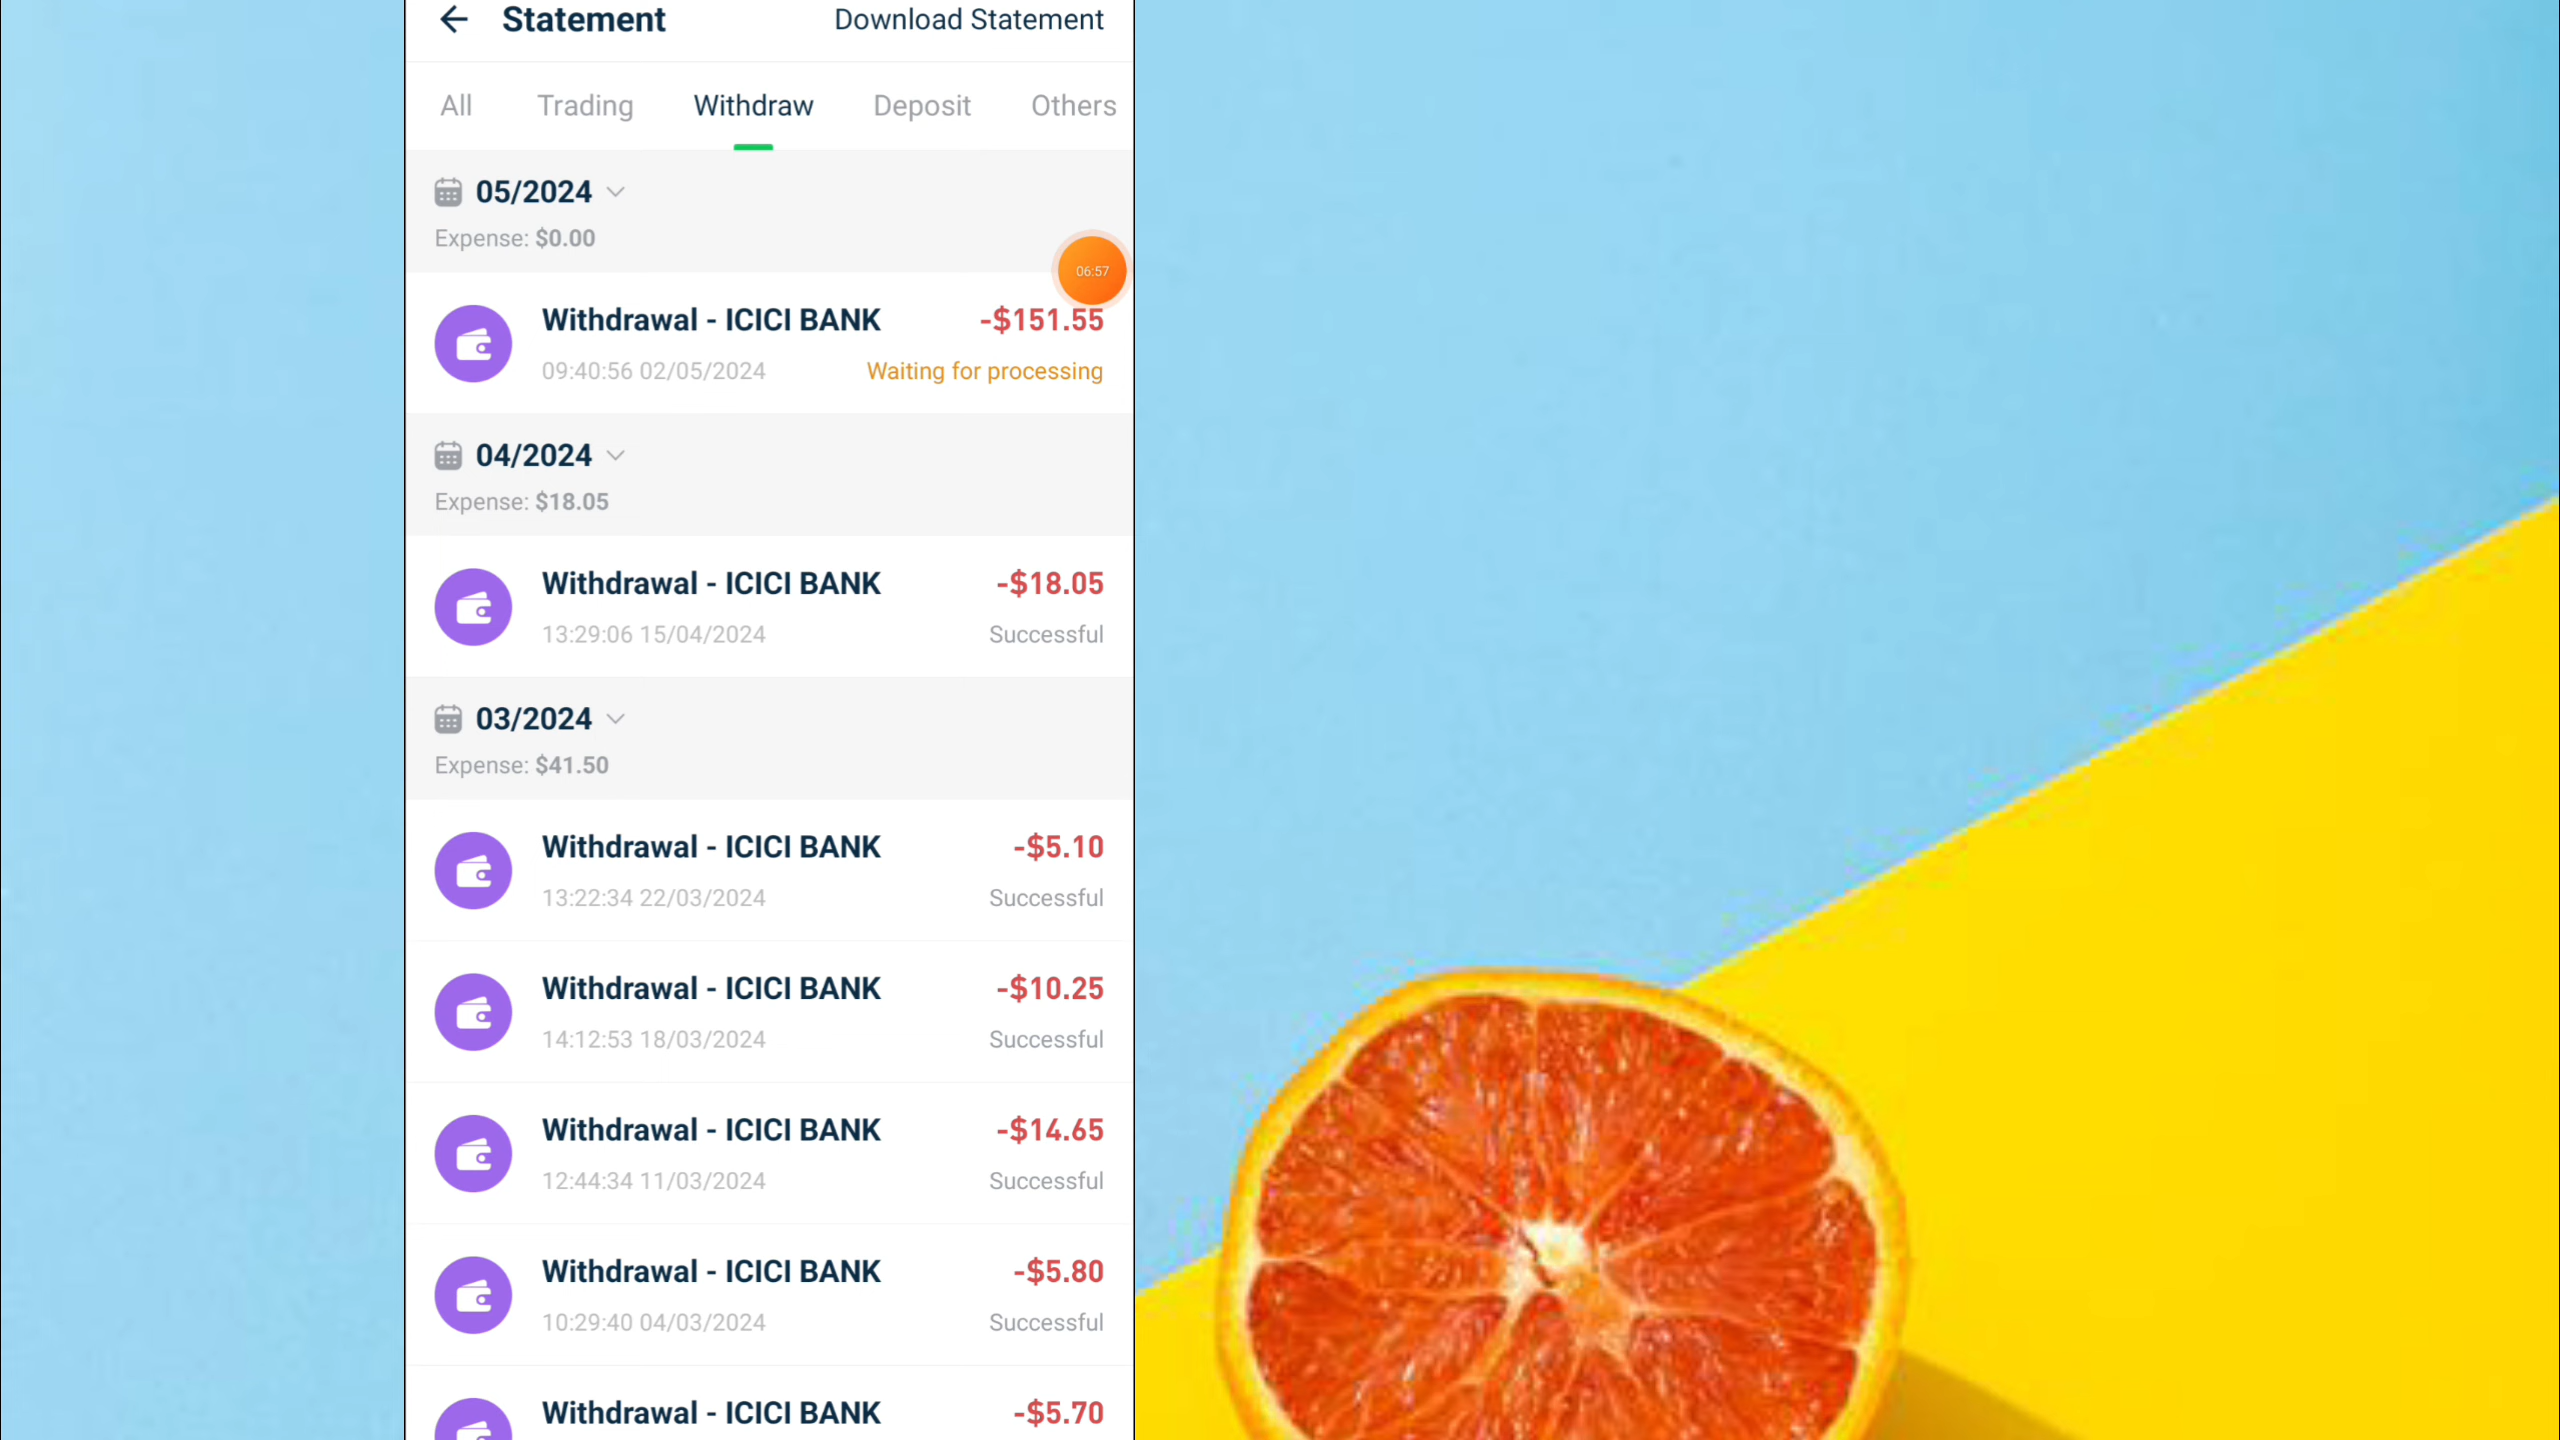 Statement
Download Statement
All Trading Withdraw Deposit Others
05/2024
Expense: $0.00
06:57
Withdrawal - ICICI BANK -$151.55
09:40:56 02/05/2024 Waiting for processing
04/2024
Expense: $18.05
Withdrawal - ICICI BANK -$18.05
13:29:06 15/04/2024 Successful
03/2024
Expense: $41.50
Withdrawal - ICICI BANK -$5.10
13:22:34 22/03/2024 Successful
Withdrawal - ICICI BANK -$10.25
14:12:53 18/03/2024 Successful
Withdrawal - ICICI BANK -$14.65
12:44:34 11/03/2024 Successful
Withdrawal - ICICI BANK -$5.80
10:29:40 04/03/2024 Successful
Withdrawal - ICICI BANK -$5.70